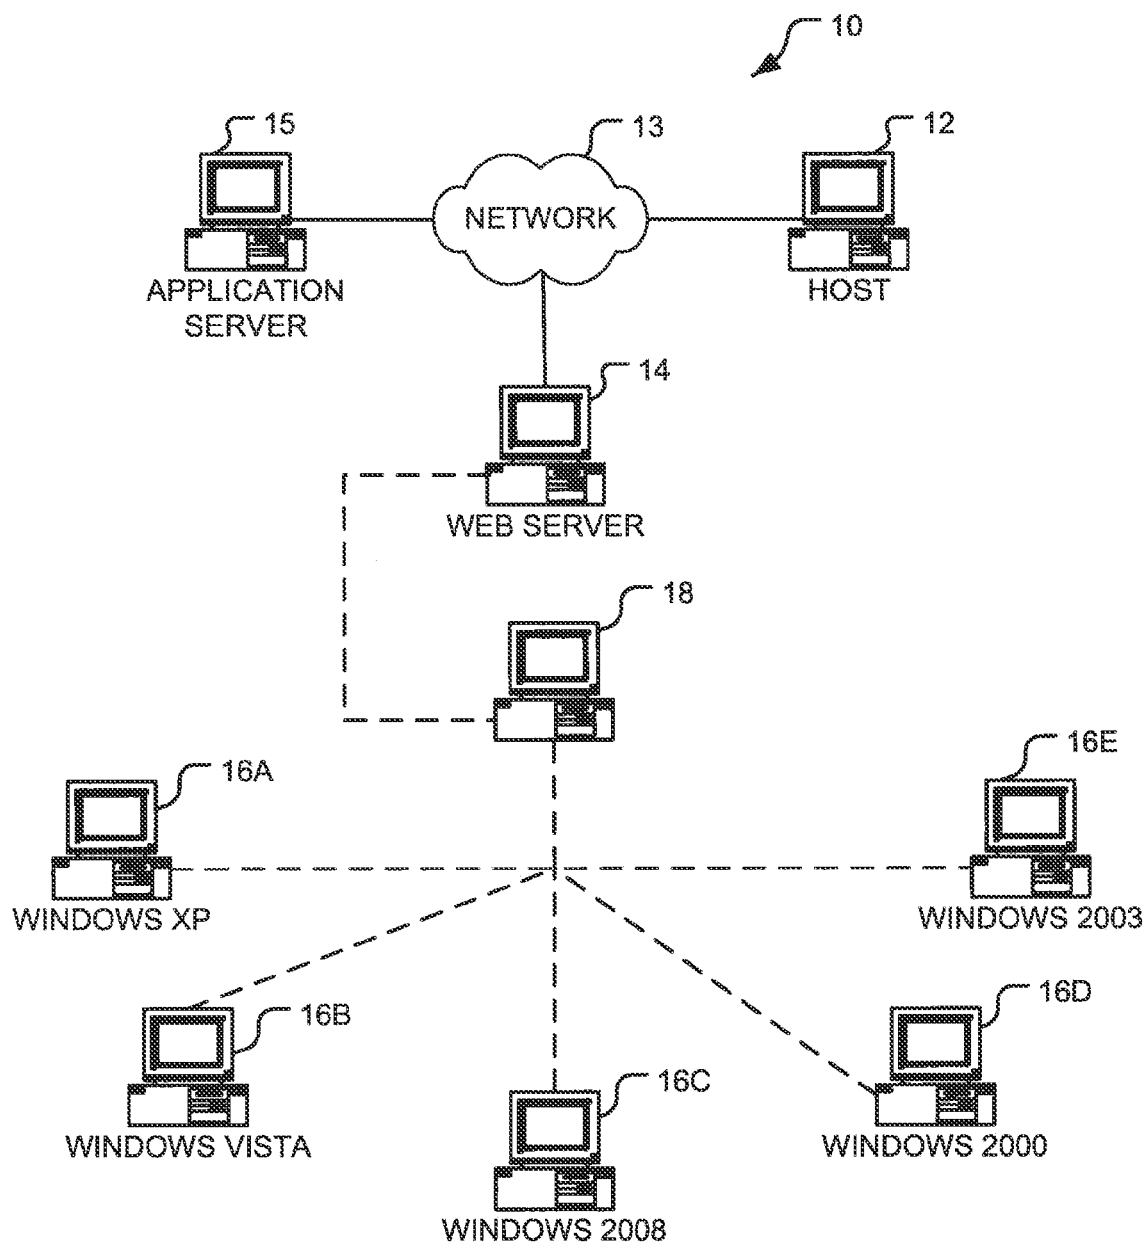 10
15
13
12
NETWORK
APPLICATION
SERVER
HOST
14
WEB SERVER
18
16A
16E
WINDOWS XP
WINDOWS 2003
16B
16D
WINDOWS VISTA
16C
WINDOWS 2000
WINDOWS 2008